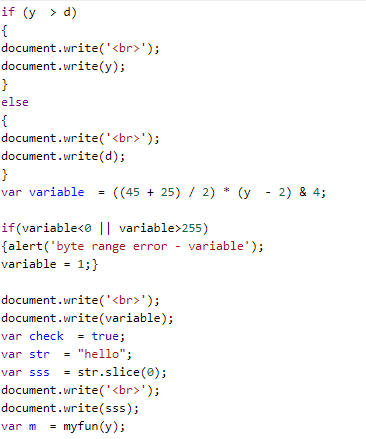 if (y  > d)
{
document.write('<br>');
document.write(y);
}
else
{
document.write('<br>');
document.write(d);
}
var variable  = ((45 + 25) / 2) * (y  - 2) & 4;

if(variable<0 || variable>255)
{alert('byte range error - variable');
variable = 1;}

document.write('<br>');
document.write(variable);
var check  = true;
var str  = "hello";
var sss  = str.slice(0);
document.write('<br>');
document.write(sss);
var m  = myfun(y);